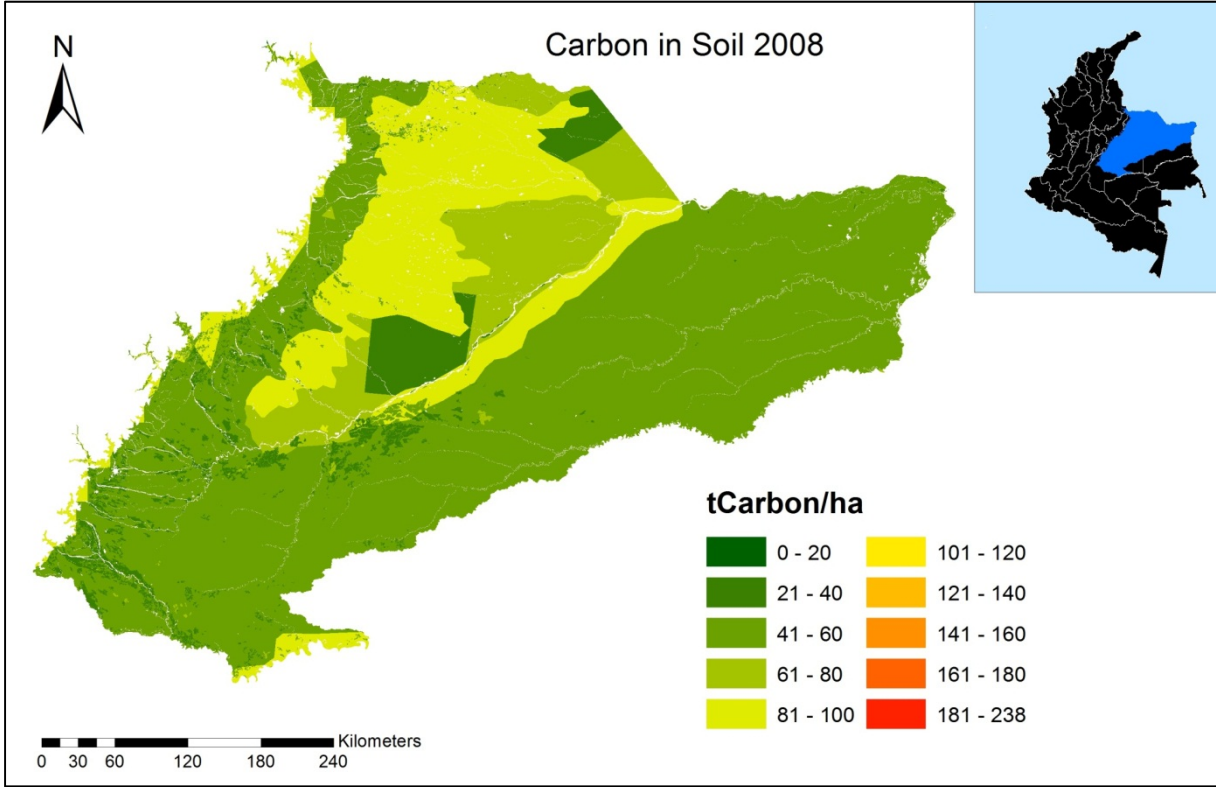 Carbon in Soil 2008
N
tCarbon/ha
0 - 20
21 - 40
41 - 60
61 - 80
81 - 100
101 - 120
121 - 140
141 - 160
161 - 180
181 - 238
Kilometers
0 30 60 120 180 240